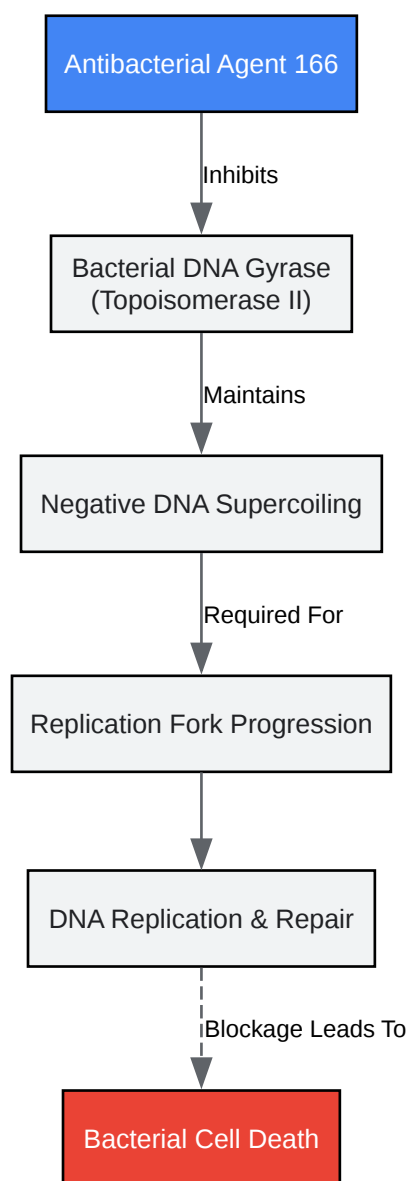 Antibacterial Agent 166
Inhibits
Bacterial DNA Gyrase
(Topoisomerase II)
Maintains
Negative DNA Supercoiling
Required For
Replication Fork Progression
DNA Replication & Repair
Blockage Leads To
Bacterial Cell Death